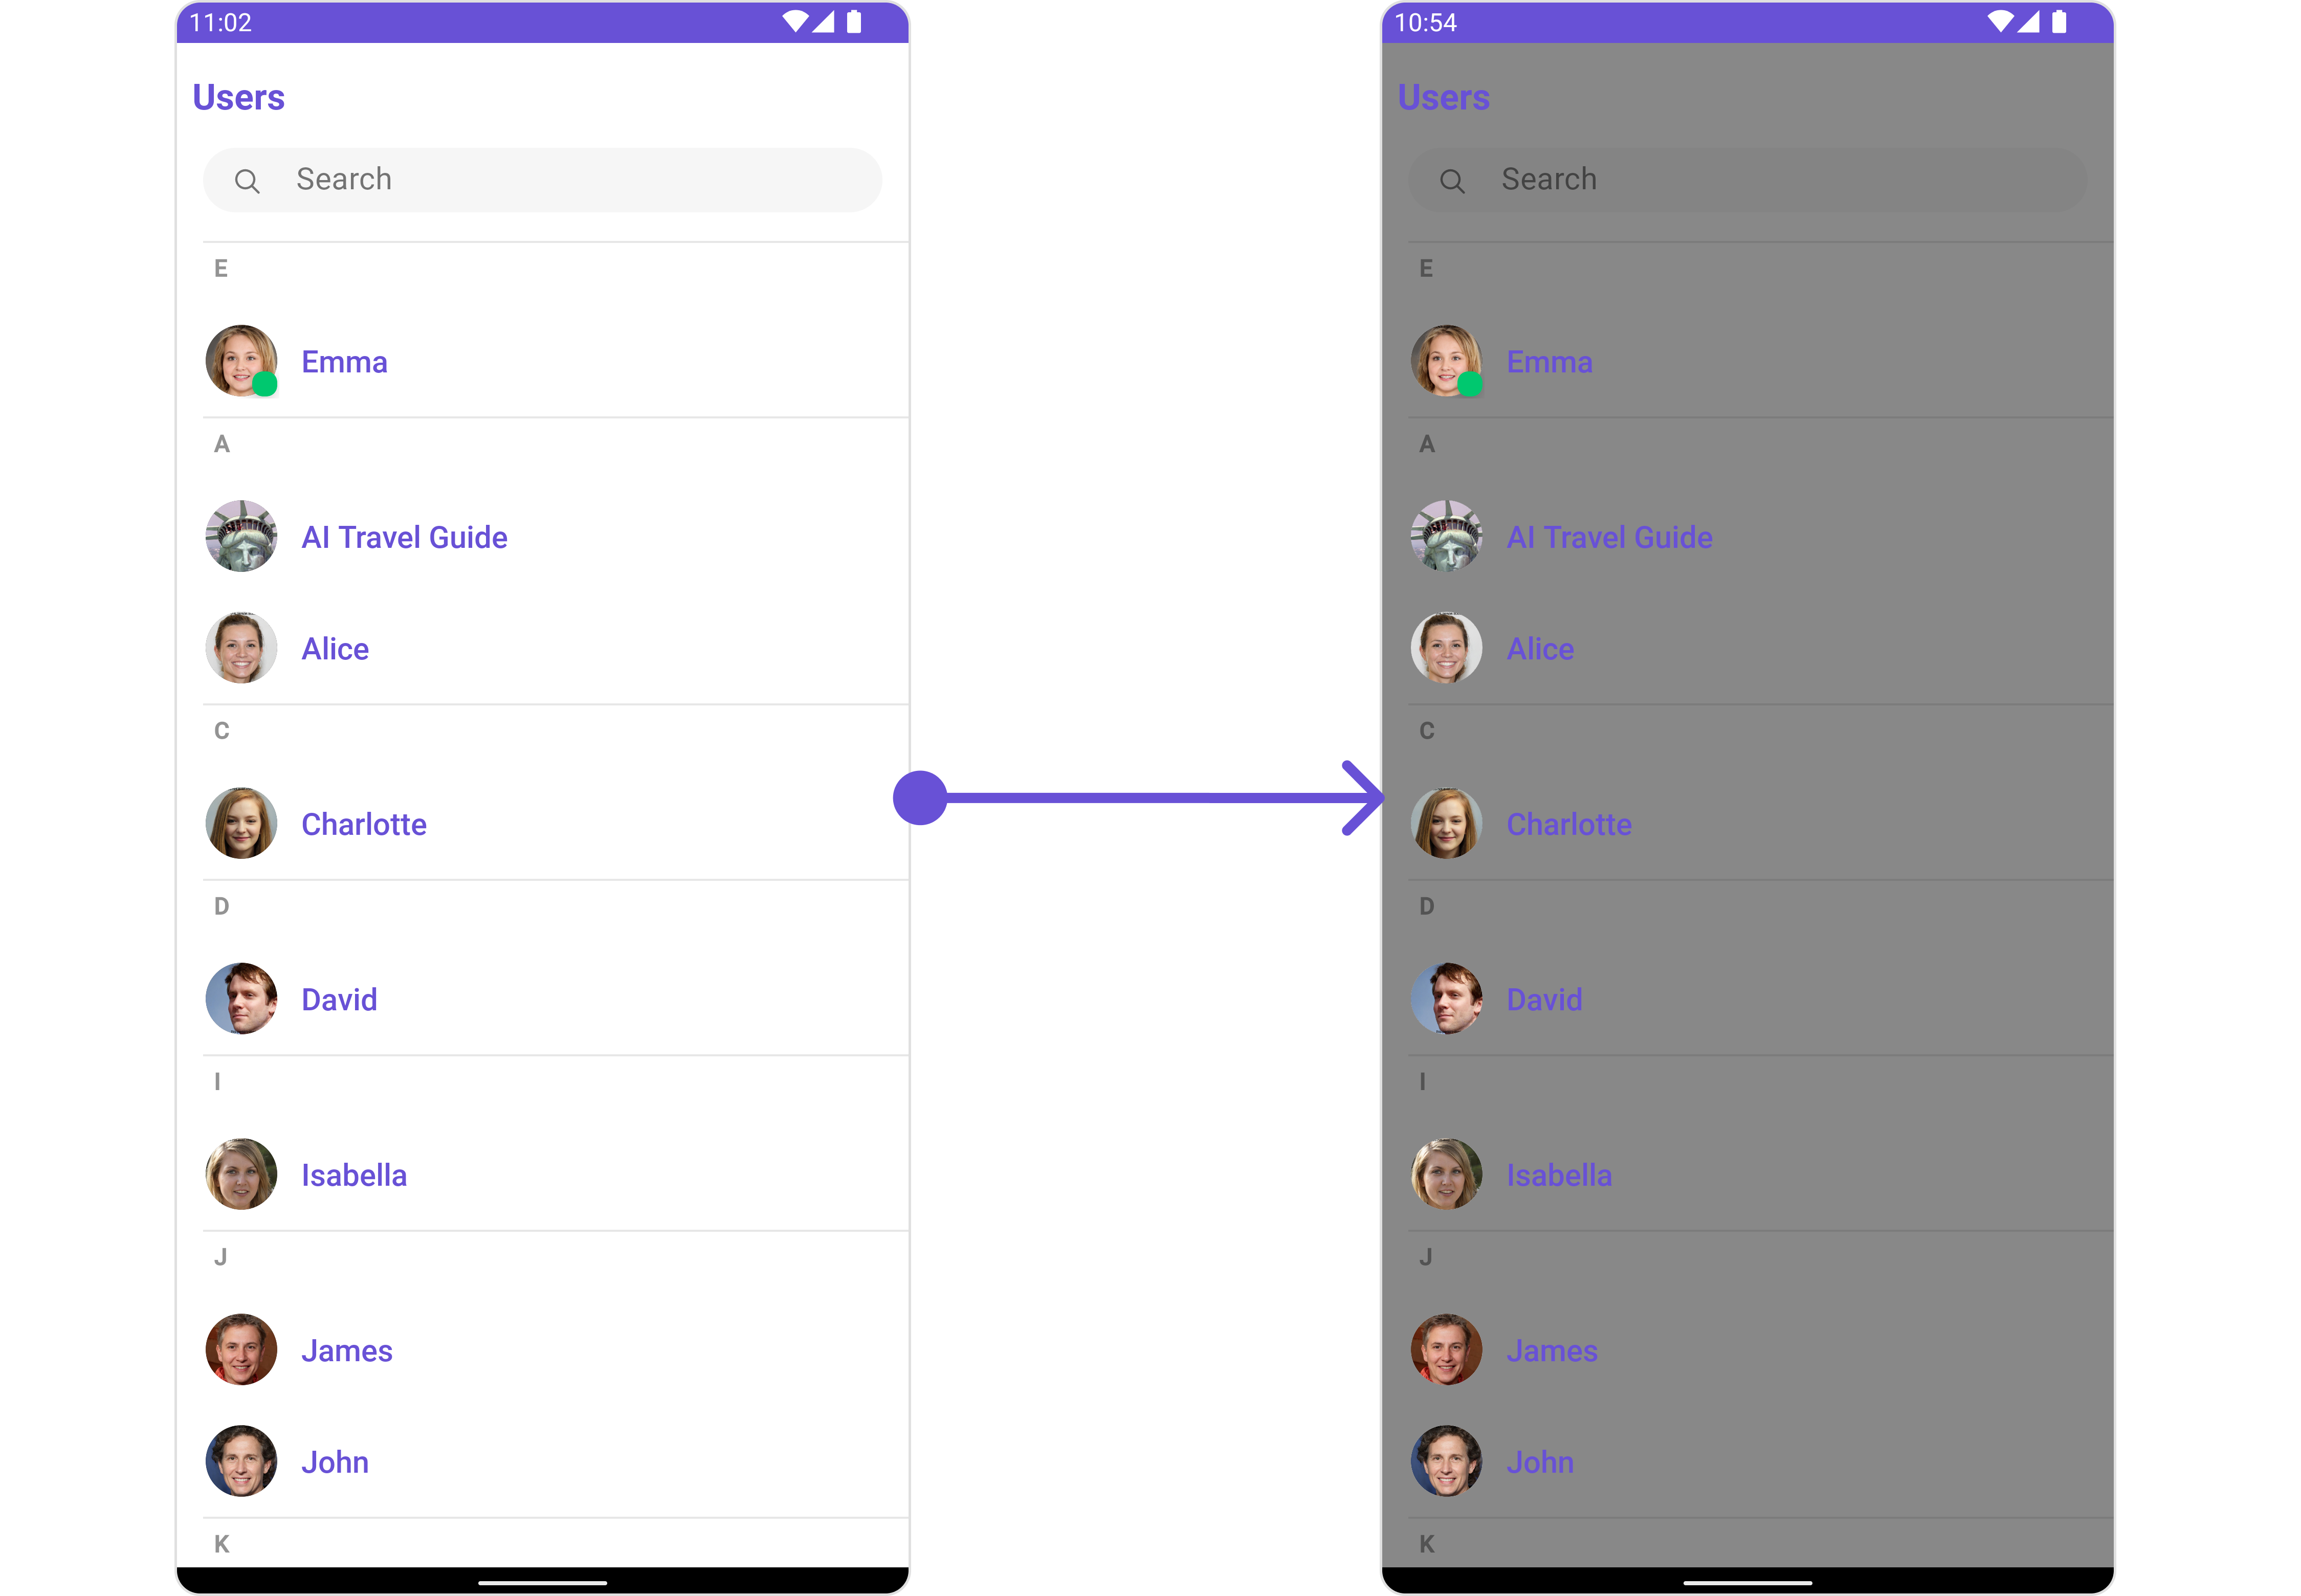 11:02
Users
Search
E
Emma
A
AI Travel Guide
Alice
C
Charlotte
D
David
I
Isabella
J
James
John
K
10:54
Users
Search
E
Emma
A
AI Travel Guide
Alice
C
Charlotte
D
David
I
Isabella
J
James
John
K